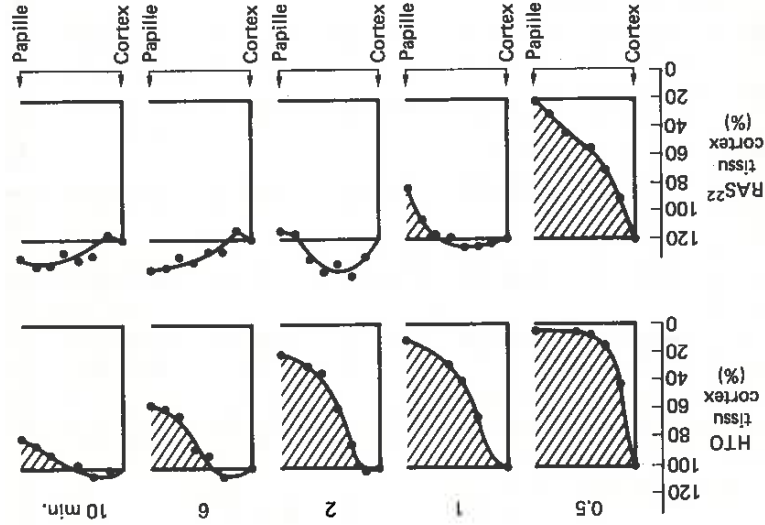 0.5 1 2 6 10 min.
120
100
80
60
40
20
0
HTO
tissu
cortex
(%)
120
100
80
60
40
20
0
RAS²²
tissu
cortex
(%)
Cortex
Papille
Cortex
Papille
Cortex
Papille
Cortex
Papille
Cortex
Papille